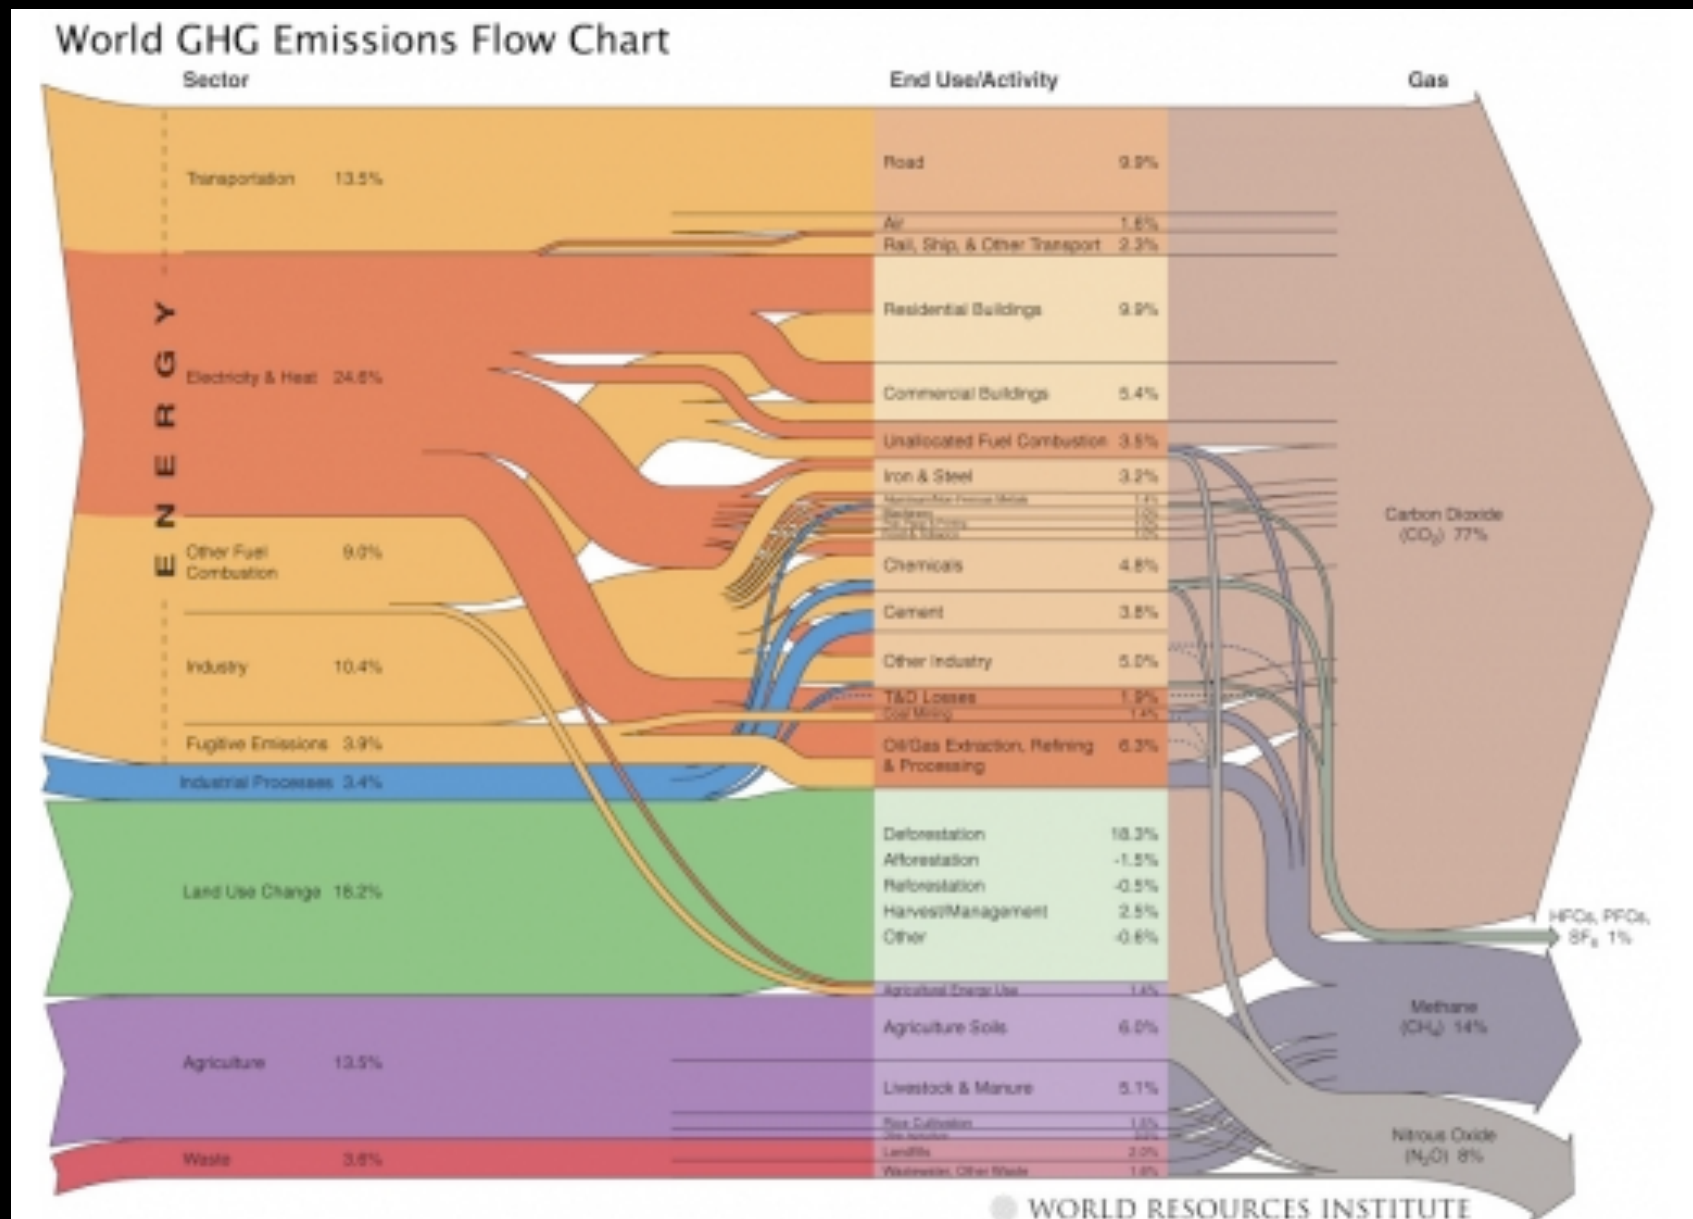 World GHG Emissions Flow Chart
Sector
End Use/Activity
Gas
ENERGY
Transportation 13.5%
Electricity & Heat 24.6%
Other Fuel 9.0%
Combustion
Industry 10.4%
Fugitive Emissions 3.9%
Industrial Processes 3.4%
Land Use Change 18.2%
Agriculture 13.5%
Waste 3.6%
Road 9.9%
Air 1.6%
Rail, Ship, & Other Transport 2.3%
Residential Buildings 9.9%
Commercial Buildings 5.4%
Unallocated Fuel Combustion 3.5%
Iron & Steel 3.2%
Chemicals 4.8%
Cement 3.8%
Other Industry 5.0%
T&D Losses 1.9%
Coal Mining 1.4%
Oil/Gas Extraction, Refining 6.3%
& Processing
Deforestation 18.3%
Afforestation -1.5%
Reforestation -0.5%
Harvest/Management 2.5%
Other -0.6%
Agricultural Energy Use 1.4%
Agriculture Soils 6.0%
Livestock & Manure 5.1%
Rice Cultivation
Landfills 2.0%
Wastewater, Other Waste 1.6%
Carbon Dioxide
(CO₂) 77%
HFCs, PFCs,
SF₆ 1%
Methane
(CH₄) 14%
Nitrous Oxide
(N₂O) 8%
WORLD RESOURCES INSTITUTE